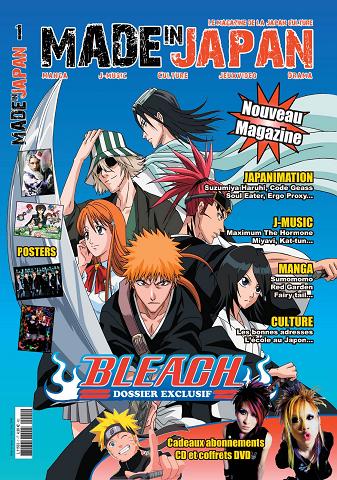 LE MAGAZINE DE LA JAPAN CULTURE
1
MADE IN JAPAN
MADE IN JAPAN
MANGA J-MUSIC CULTURE JEUX VIDEO DRAMA
Nouveau
Magazine
JAPANIMATION
Suzumiya Haruhi, Code Geass
Soul Eater, Ergo Proxy...
J-MUSIC
Maximum The Hormone
Miyavi, Kat-tun...
MANGA
Sumomomo
Red Garden
Fairy tail...
CULTURE
Les bonnes adresses
L'école au Japon...
POSTERS
BLEACH
DOSSIER EXCLUSIF
Cadeaux abonnements
CD et coffrets DVD